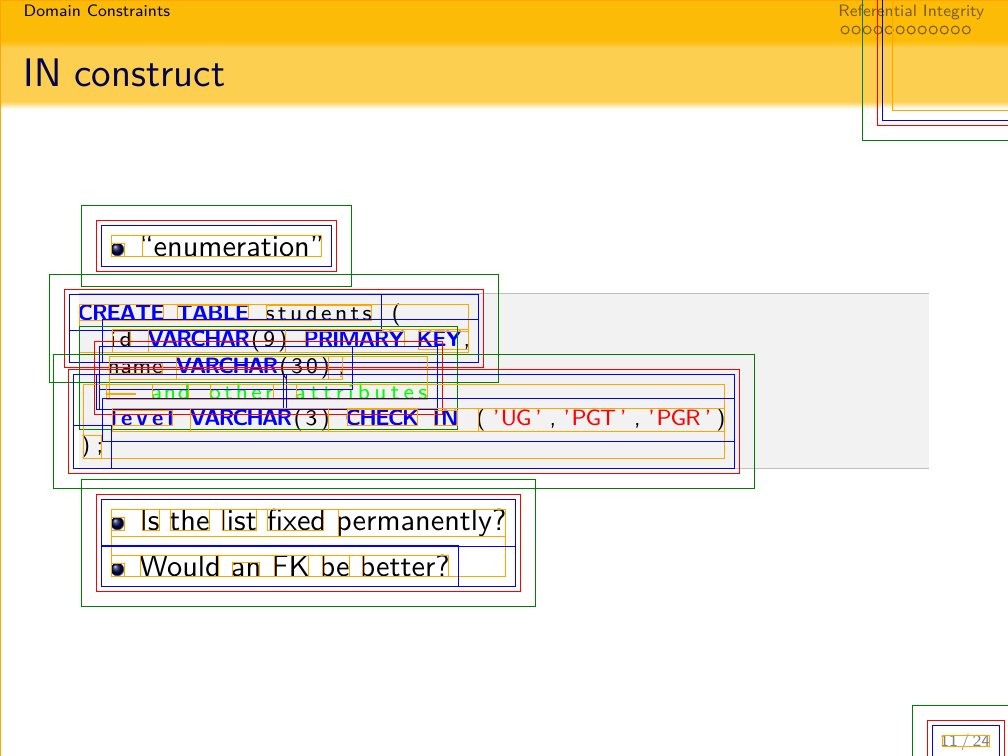 Domain Constraints
Referential Integrity
IN construct
“enumeration”
CREATE TABLE students (
id VARCHAR(9) PRIMARY KEY,
name VARCHAR(30),
-- and other attributes
level VARCHAR(3) CHECK IN ('UG','PGT','PGR')
);
Is the list fixed permanently?
Would an FK be better?
11 / 24